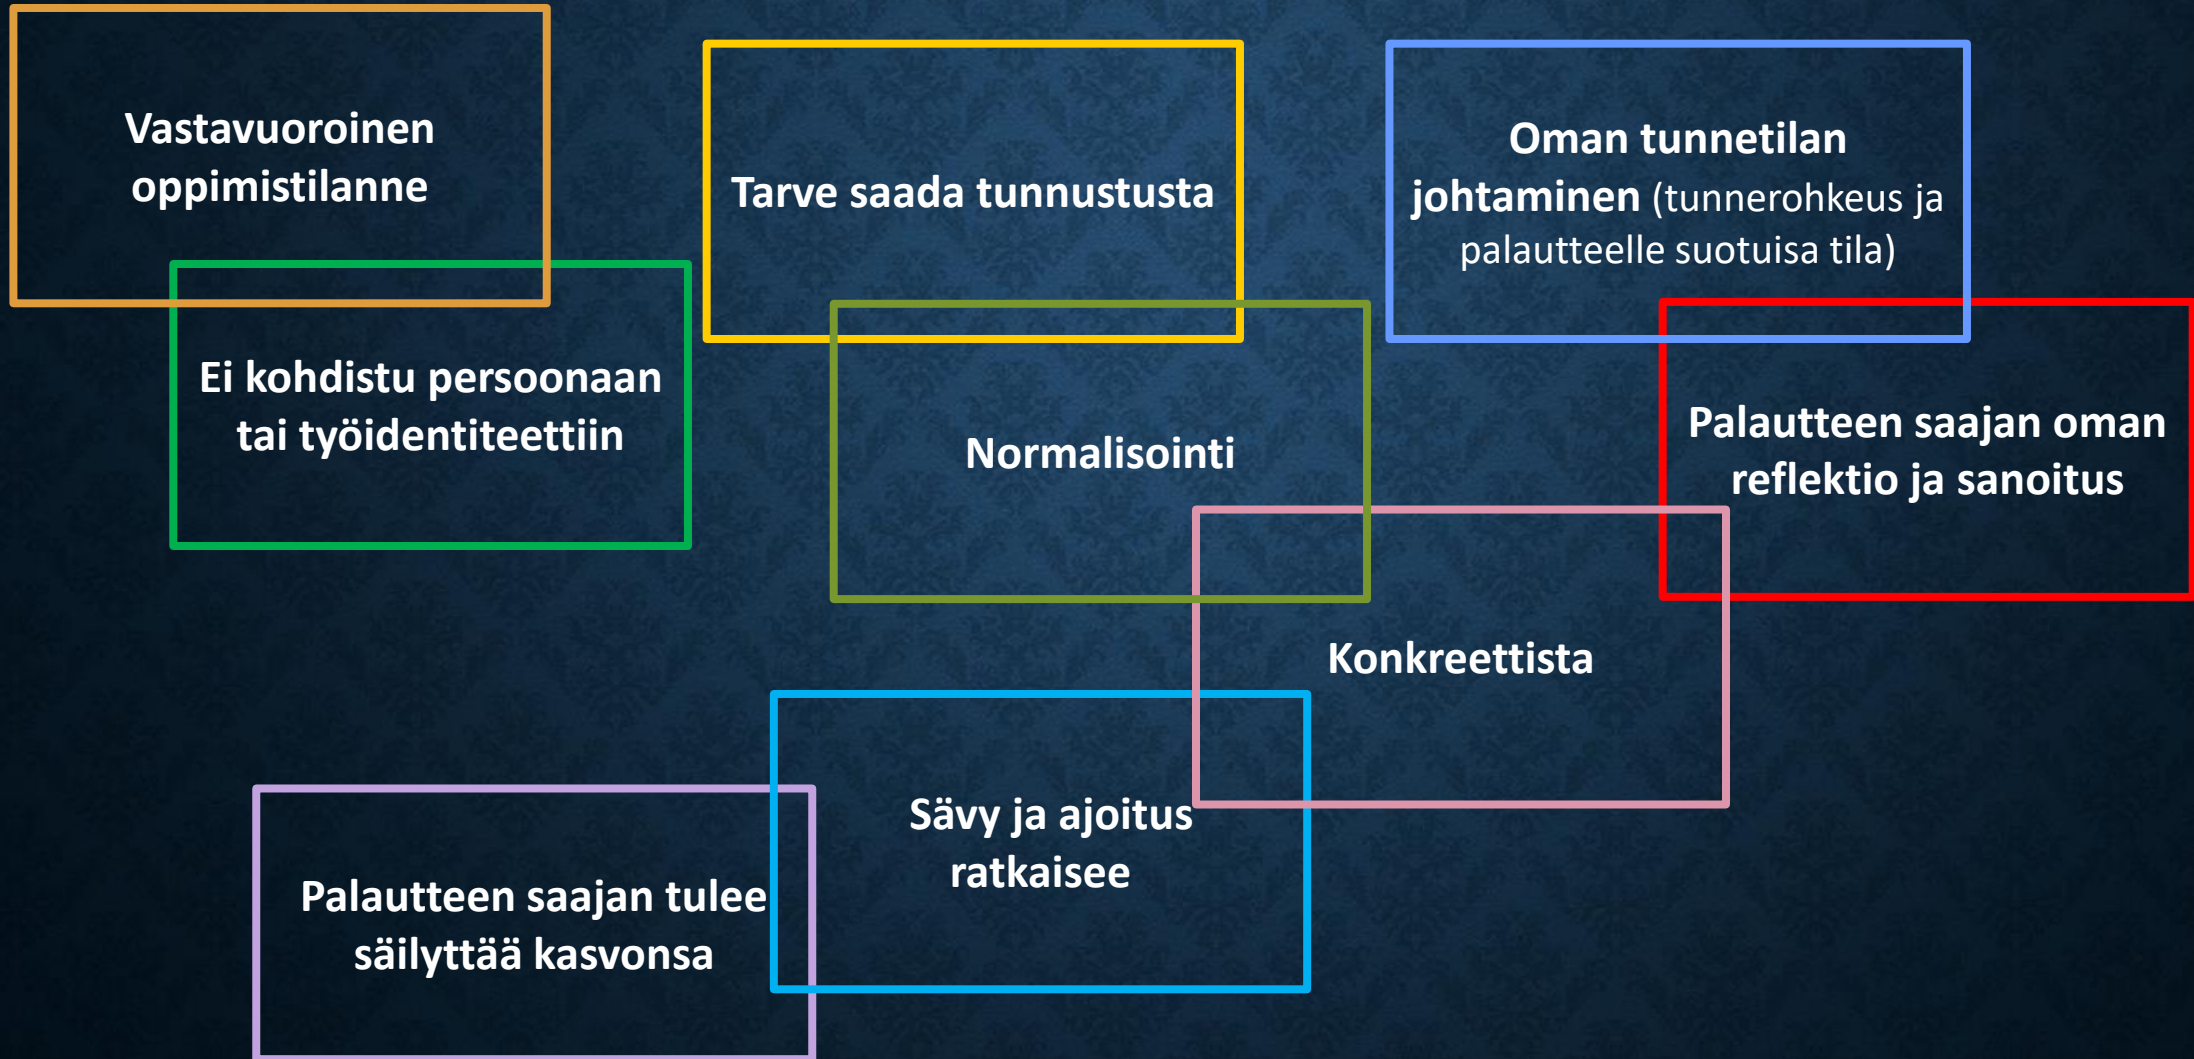 Vastavuoroinen
oppimistilanne
Ei kohdistu persoonaan
tai työidentiteettiin
Tarve saada tunnustusta
Normalisointi
Oman tunnetilan
johtaminen (tunnerohkeus ja
palautteelle suotuisa tila)
Palautteen saajan oman
reflektio ja sanoitus
Konkreettista
Sävy ja ajoitus
ratkaisee
Palautteen saajan tulee
säilyttää kasvonsa